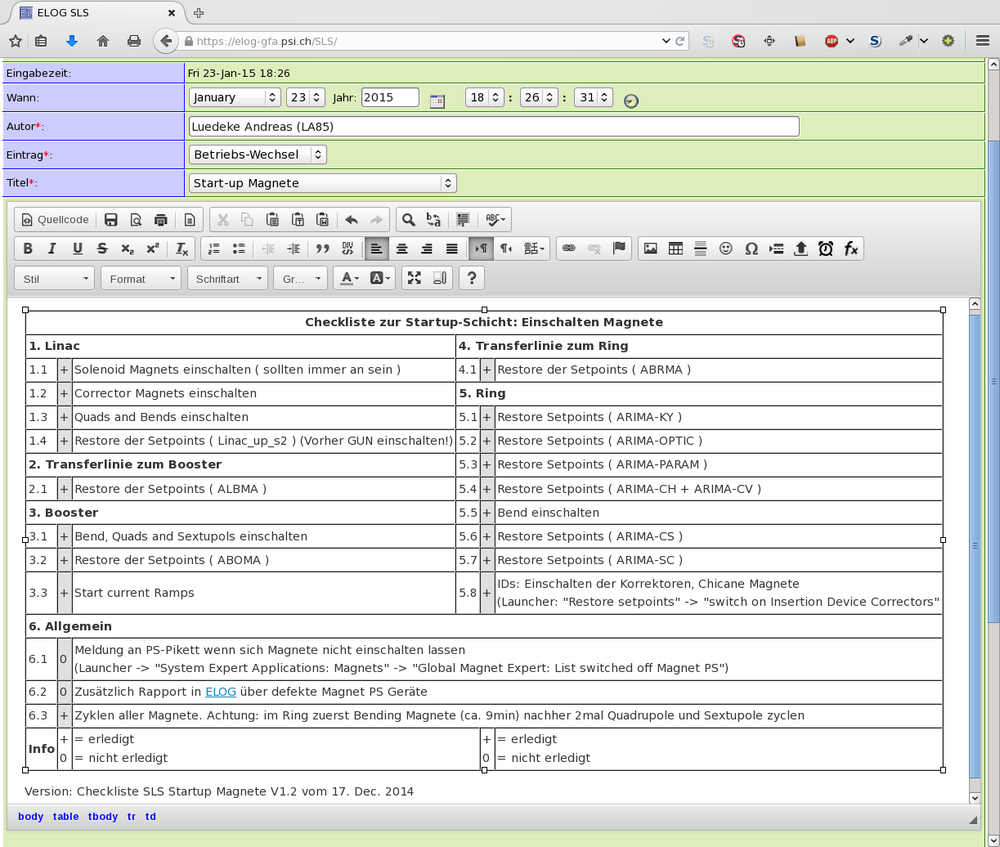 ELOG SLS
https://elog-gfa.psi.ch/SLS/
Eingabezeit: Fri 23-Jan-15 18:26
Wann: January 23 Jahr: 2015 18 : 26 : 31
Autor*: Luedeke Andreas (LA85)
Eintrag*: Betriebs-Wechsel
Titel*: Start-up Magnete
Quellcode
Stil Format Schriftart Gr...
Checkliste zur Startup-Schicht: Einschalten Magnete
1. Linac
1.1 + Solenoid Magnets einschalten ( sollten immer an sein )
1.2 + Corrector Magnets einschalten
1.3 + Quads and Bends einschalten
1.4 + Restore der Setpoints ( Linac_up_s2 ) (Vorher GUN einschalten!)
2. Transferlinie zum Booster
2.1 + Restore der Setpoints ( ALBMA )
3. Booster
3.1 + Bend, Quads and Sextupols einschalten
3.2 + Restore der Setpoints ( ABOMA )
3.3 + Start current Ramps
4. Transferlinie zum Ring
4.1 + Restore der Setpoints ( ABRMA )
5. Ring
5.1 + Restore Setpoints ( ARIMA-KY )
5.2 + Restore Setpoints ( ARIMA-OPTIC )
5.3 + Restore Setpoints ( ARIMA-PARAM )
5.4 + Restore Setpoints ( ARIMA-CH + ARIMA-CV )
5.5 + Bend einschalten
5.6 + Restore Setpoints ( ARIMA-CS )
5.7 + Restore Setpoints ( ARIMA-SC )
5.8 + IDs: Einschalten der Korrektoren, Chicane Magnete
(Launcher: "Restore setpoints" -> "switch on Insertion Device Correctors"
6. Allgemein
6.1 0 Meldung an PS-Pikett wenn sich Magnete nicht einschalten lassen
(Launcher -> "System Expert Applications: Magnets" -> "Global Magnet Expert: List switched off Magnet PS")
6.2 0 Zusätzlich Rapport in ELOG über defekte Magnet PS Geräte
6.3 + Zyklen aller Magnete. Achtung: im Ring zuerst Bending Magnete (ca. 9min) nachher 2mal Quadrupole und Sextupole zyclen
Info
+ = erledigt
0 = nicht erledigt
+ = erledigt
0 = nicht erledigt
Version: Checkliste SLS Startup Magnete V1.2 vom 17. Dec. 2014
body table tbody tr td